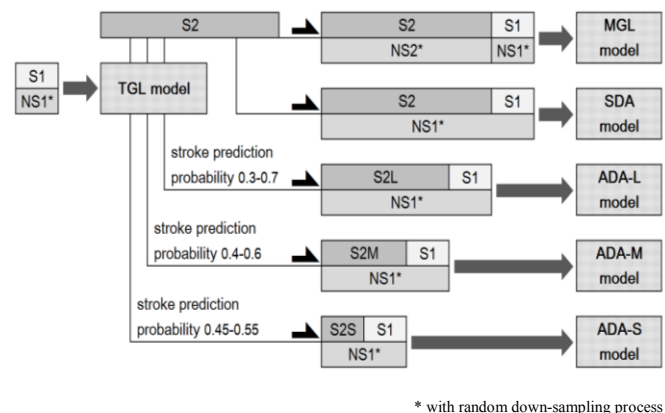 S2
S2 S1
NS2* NS1*
MGL
model
S1
NS1*
TGL model
S2 S1
NS1*
SDA
model
stroke prediction
probability 0.3-0.7
S2L S1
NS1*
ADA-L
model
stroke prediction
probability 0.4-0.6
S2M S1
NS1*
ADA-M
model
stroke prediction
probability 0.45-0.55
S2S S1
NS1*
ADA-S
model
* with random down-sampling process